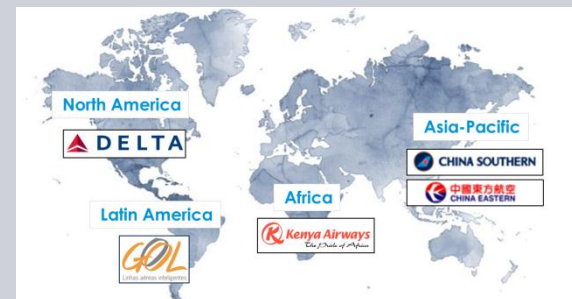 North America
DELTA
Latin America
GOL
Linhas aéreas inteligentes
Africa
Kenya Airways
The Pride of Africa
Asia-Pacific
CHINA SOUTHERN
中國東方航空
CHINA EASTERN